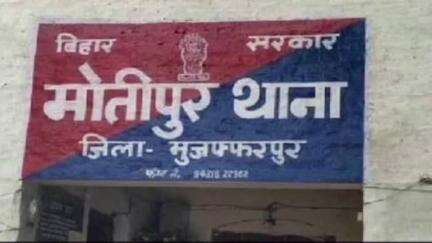 बिहार सरकार
मोतीपुर थाना
जिला- मुजफ्फरपुर
फोन नं.